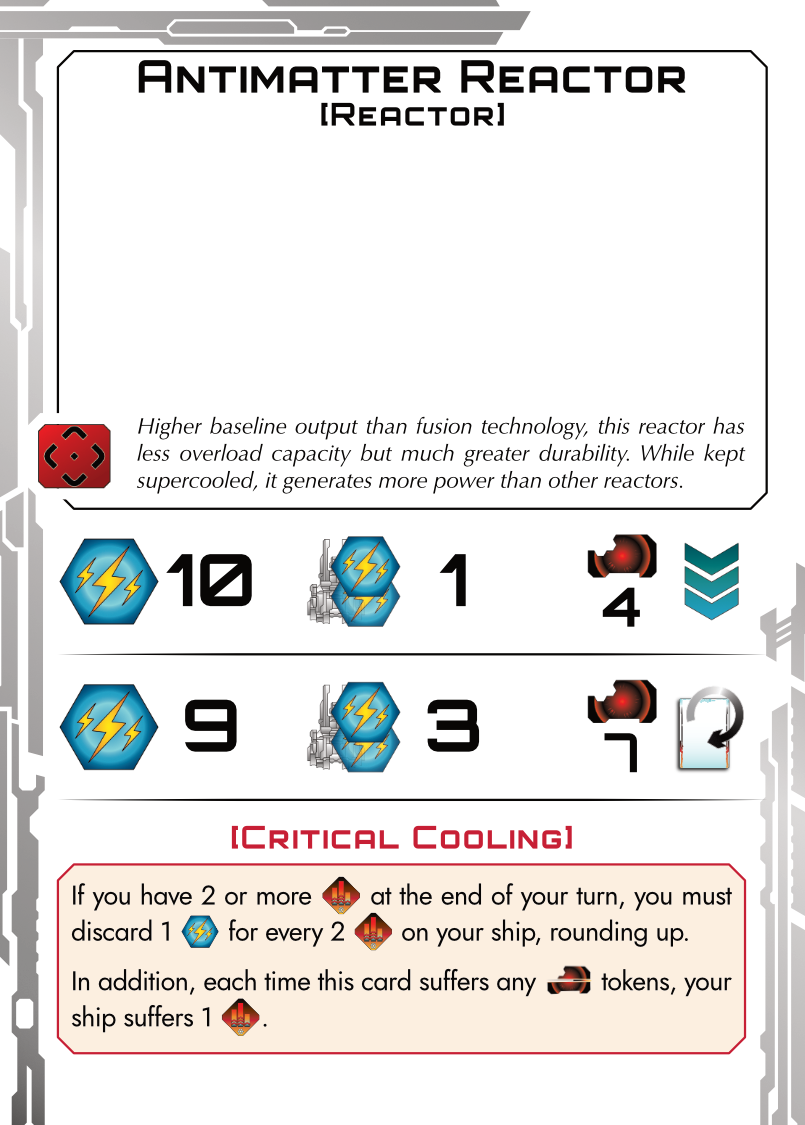 Antimatter Reactor
[Reactor]
Higher baseline output than fusion technology, this reactor has
less overload capacity but much greater durability. While kept
supercooled, it generates more power than other reactors.
10 1 4
9 3 7
[Critical Cooling]
If you have 2 or more at the end of your turn, you must
discard 1 for every 2 on your ship, rounding up.
In addition, each time this card suffers any tokens, your
ship suffers 1 .